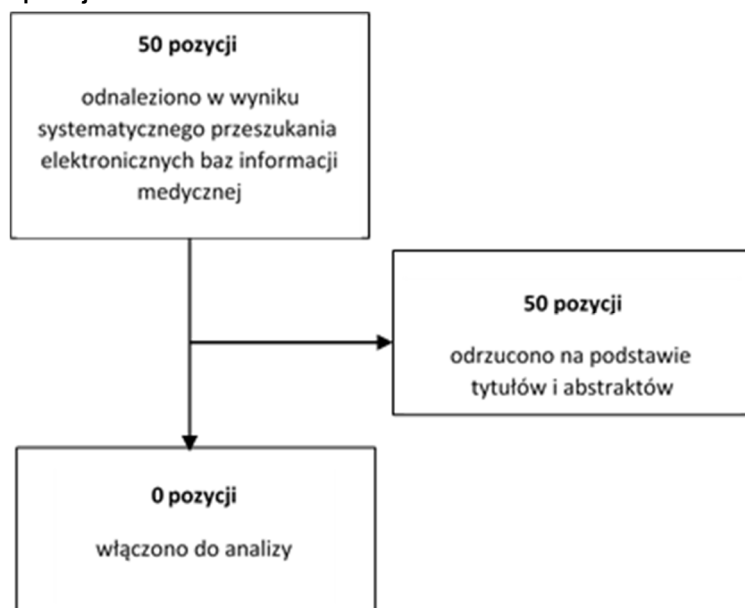 50 pozycji
odnaleziono w wyniku
systematycznego przeszukania
elektronicznych baz informacji
medycznej
50 pozycji
odrzucono na podstawie
tytułów i abstraktów
0 pozycji
włączono do analizy